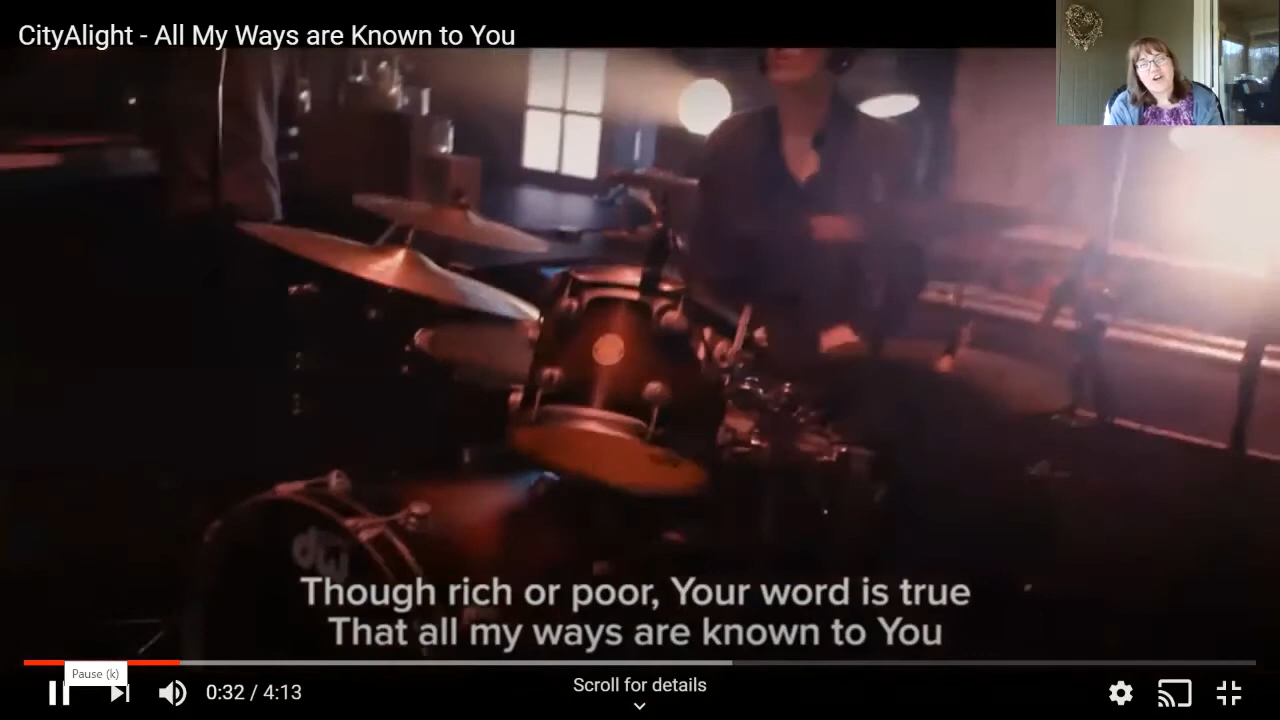 CityAlight - All My Ways are Known to You
dw
Though rich or poor, Your word is true
That all my ways are known to You
Pause (k)
0:32 / 4:13
Scroll for details